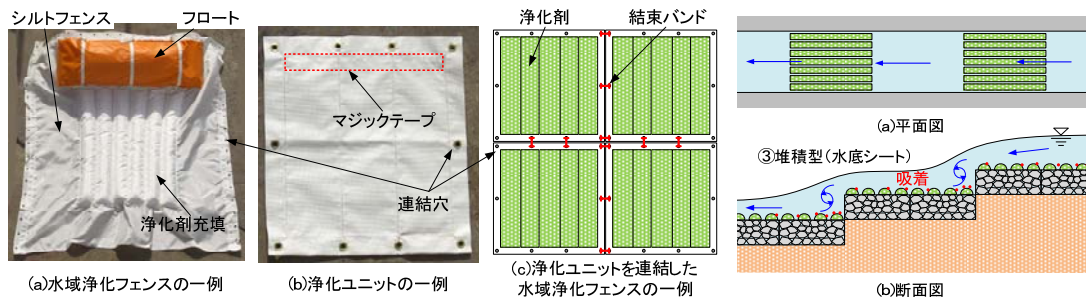 シルトフェンス
フロート
浄化剤充填
(a)水域浄化フェンスの一例
マジックテープ
連結穴
(b)浄化ユニットの一例
浄化剤
結束バンド
(c)浄化ユニットを連結した
水域浄化フェンスの一例
(a)平面図
③堆積型(水底シート)
吸着
(b)断面図